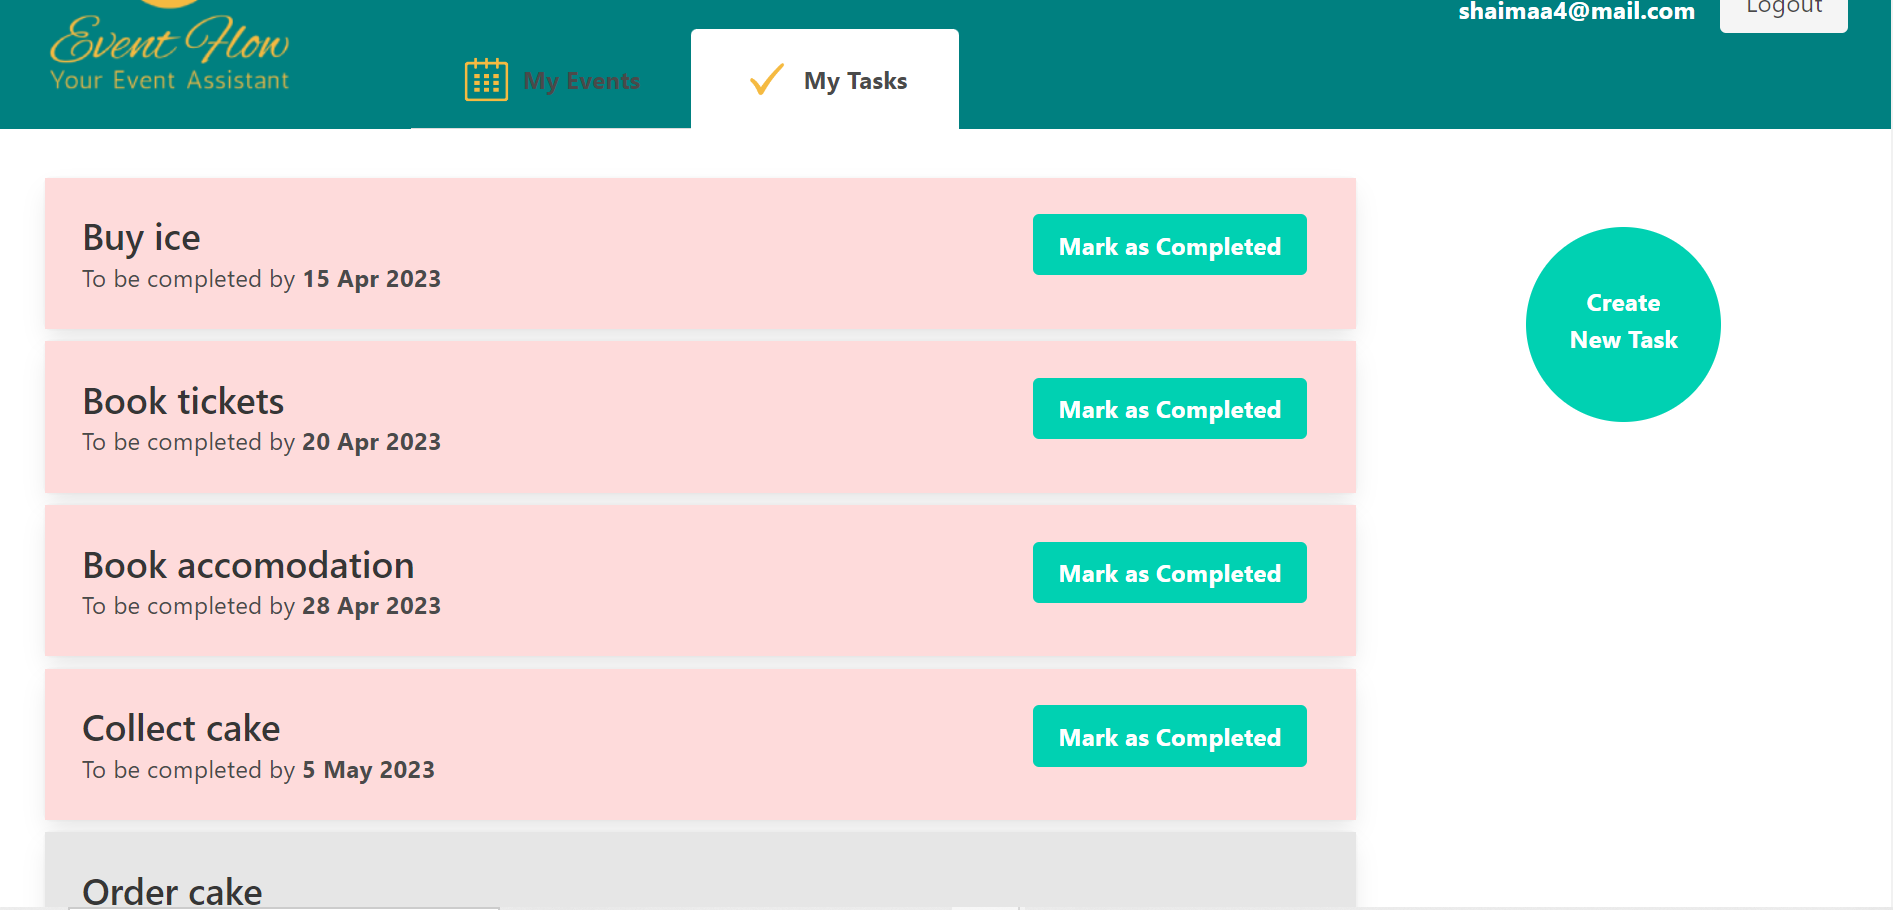 Event Flow
Your Event Assistant
My Events
My Tasks
shaimaa4@mail.com
Logout
Buy ice
To be completed by 15 Apr 2023
Mark as Completed
Book tickets
To be completed by 20 Apr 2023
Mark as Completed
Book accomodation
To be completed by 28 Apr 2023
Mark as Completed
Collect cake
To be completed by 5 May 2023
Mark as Completed
Order cake
Create
New Task